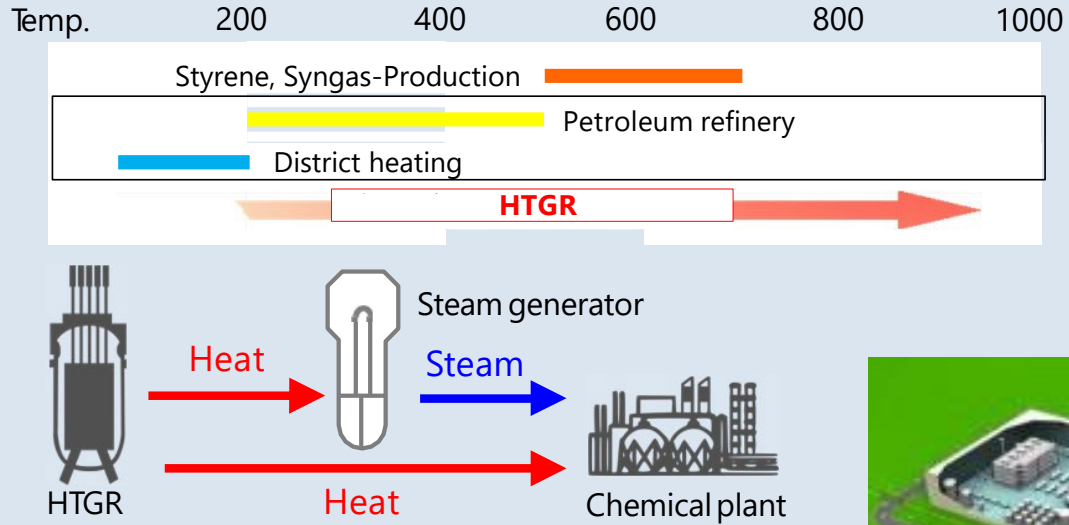 Temp. 200 400 600 800 1000
Styrene, Syngas-Production
Petroleum refinery
District heating
HTGR
Steam generator
Heat
Steam
HTGR
Heat
Chemical plant